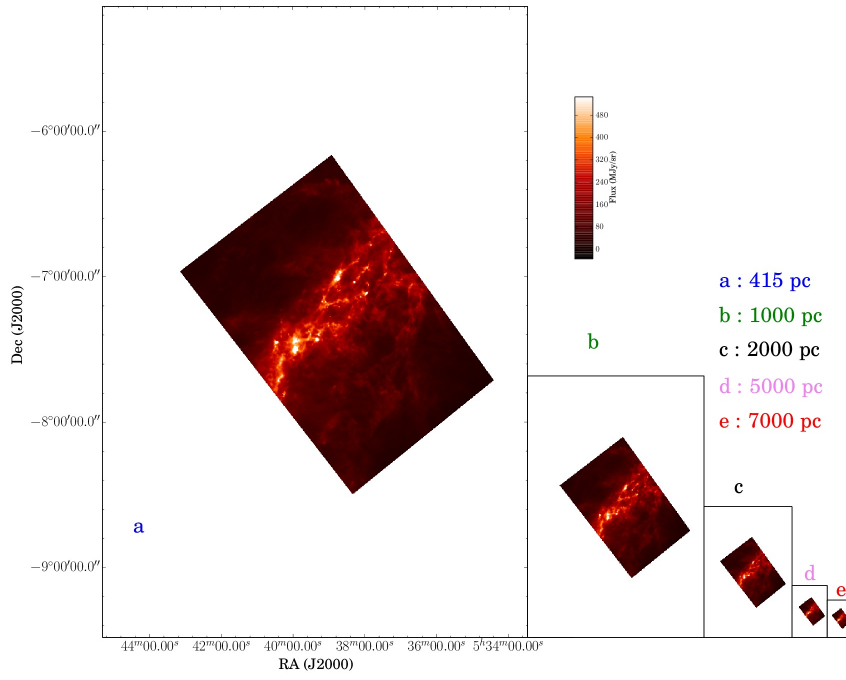 −6°00′00.0″
−7°00′00.0″
−8°00′00.0″
−9°00′00.0″
Dec (J2000)
44ᵐ00.00ˢ 42ᵐ00.00ˢ 40ᵐ00.00ˢ 38ᵐ00.00ˢ 36ᵐ00.00ˢ 5ʰ34ᵐ00.00ˢ
RA (J2000)
a
480
400
320
240
160
80
0
Flux (MJy/sr)
a : 415 pc
b : 1000 pc
c : 2000 pc
d : 5000 pc
e : 7000 pc
b
c
d
e